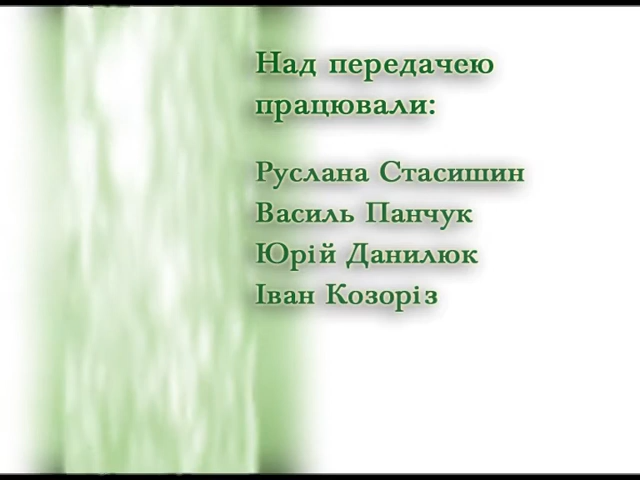 Над передачею
працювали:
Руслана Стасишин
Василь Панчук
Юрій Данилюк
Іван Козоріз